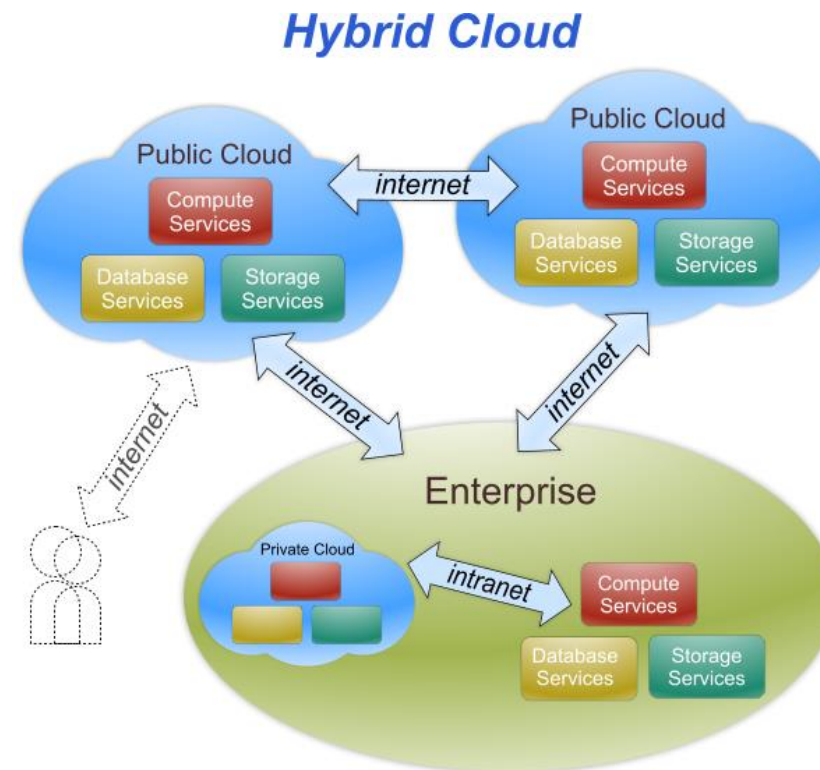 Hybrid Cloud
Public Cloud
Compute
Services
Database
Services
Storage
Services
internet
Public Cloud
Compute
Services
Database
Services
Storage
Services
internet
internet
internet
Enterprise
Private Cloud
intranet
Compute
Services
Database
Services
Storage
Services